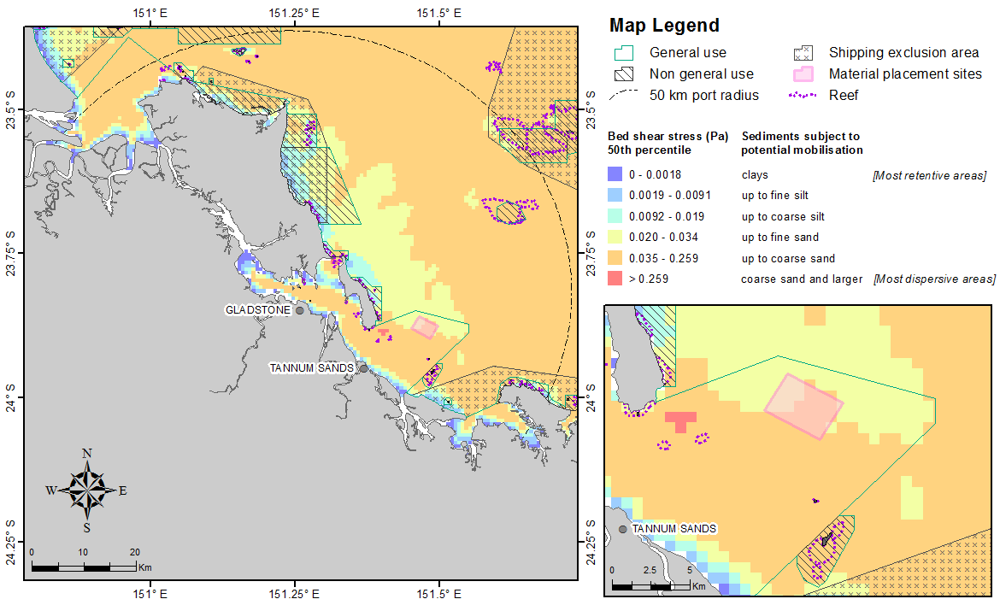 151° E
151.25° E
151.5° E
23.5° S
23.75° S
24° S
24.25° S
GLADSTONE
TANNUM SANDS
N
W
E
S
0 10 20
Km
151° E
151.25° E
151.5° E
23.5° S
23.75° S
24° S
24.25° S
Map Legend
General use
Shipping exclusion area
Non general use
Material placement sites
50 km port radius
Reef
Bed shear stress (Pa) Sediments subject to
50th percentile potential mobilisation
0 - 0.0018 clays [Most retentive areas]
0.0019 - 0.0091 up to fine silt
0.0092 - 0.019 up to coarse silt
0.020 - 0.034 up to fine sand
0.035 - 0.259 up to coarse sand
> 0.259 coarse sand and larger [Most dispersive areas]
TANNUM SANDS
0 2.5 5
Km